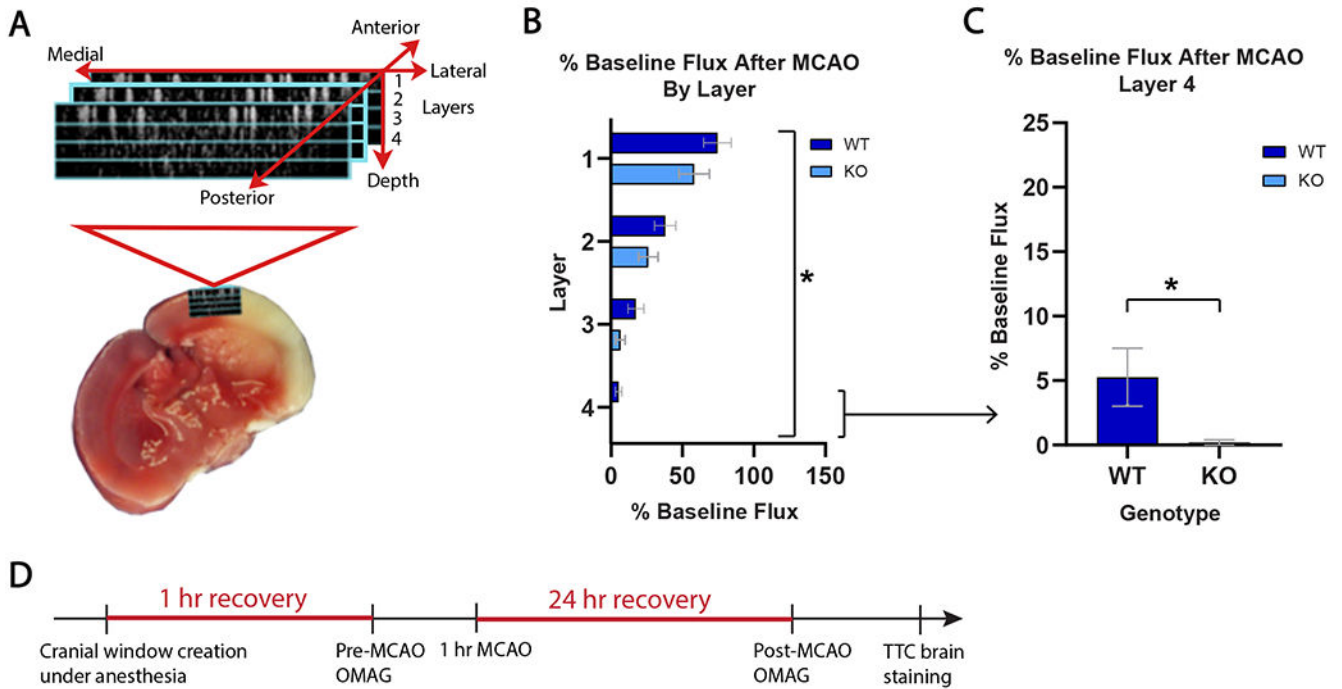 A
Anterior
Medial
Lateral
1
2
3
4
Layers
Posterior
Depth
B
% Baseline Flux After MCAO
By Layer
WT
KO
Layer
1
2
3
4
*
0 50 100 150
% Baseline Flux
C
% Baseline Flux After MCAO
Layer 4
WT
KO
% Baseline Flux
25
20
15
10
5
0
*
WT KO
Genotype
D
1 hr recovery
24 hr recovery
Cranial window creation
under anesthesia
Pre-MCAO
OMAG
1 hr MCAO
Post-MCAO
OMAG
TTC brain
staining